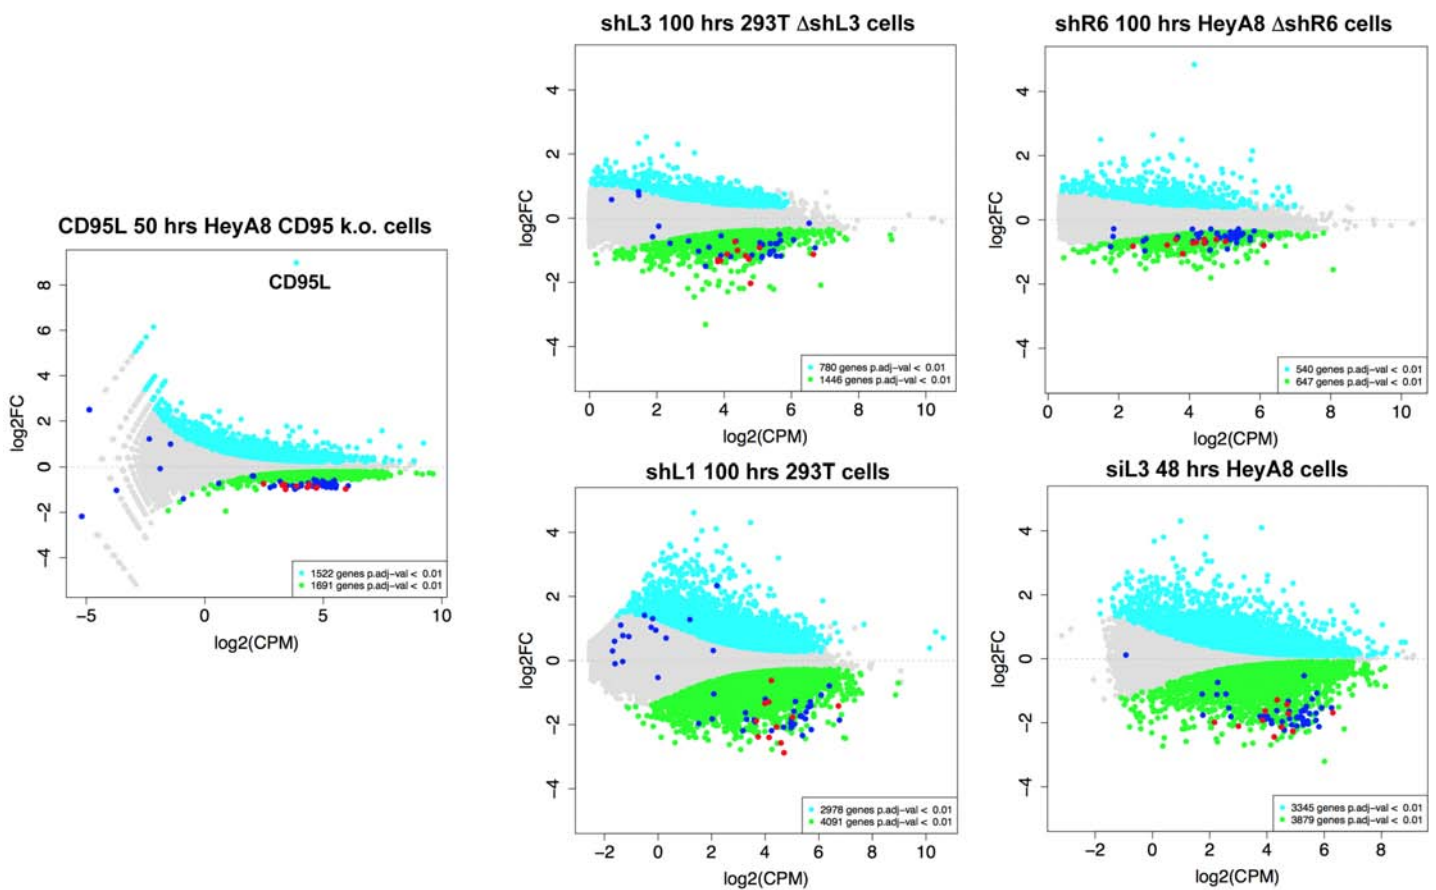 shL3 100 hrs 293T ΔshL3 cells
4
2
0
−2
−4
log2FC
780 genes p.adj−val < 0.01
1446 genes p.adj−val < 0.01
0 2 4 6 8 10
log2(CPM)
shR6 100 hrs HeyA8 ΔshR6 cells
4
2
0
−2
−4
log2FC
540 genes p.adj−val < 0.01
647 genes p.adj−val < 0.01
0 2 4 6 8 10
log2(CPM)
CD95L 50 hrs HeyA8 CD95 k.o. cells
CD95L
8
6
4
2
0
−2
−4
log2FC
1522 genes p.adj−val < 0.01
1691 genes p.adj−val < 0.01
−5 0 5 10
log2(CPM)
shL1 100 hrs 293T cells
4
2
0
−2
−4
log2FC
2978 genes p.adj−val < 0.01
4091 genes p.adj−val < 0.01
−2 0 2 4 6 8 10
log2(CPM)
siL3 48 hrs HeyA8 cells
4
2
0
−2
−4
log2FC
3345 genes p.adj−val < 0.01
3879 genes p.adj−val < 0.01
−2 0 2 4 6 8
log2(CPM)